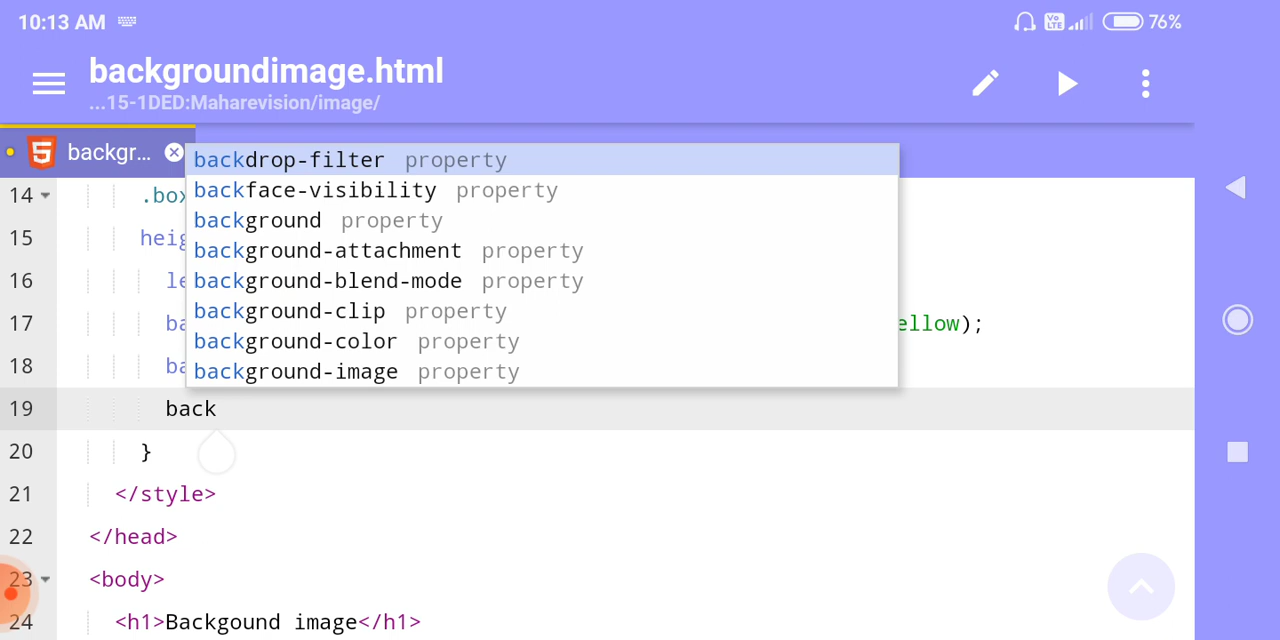 10:13 AM
Vo LTE 76%
backgroundimage.html
...15-1DED:Maharevision/image/
5 backgr...
backdrop-filter property
backface-visibility property
background property
background-attachment property
background-blend-mode property
background-clip property
background-color property
background-image property
14 .box
15 heig
16 le
17 ba ellow);
18 ba
19 back
20 }
21 </style>
22 </head>
23 <body>
24 <h1>Backgound image</h1>